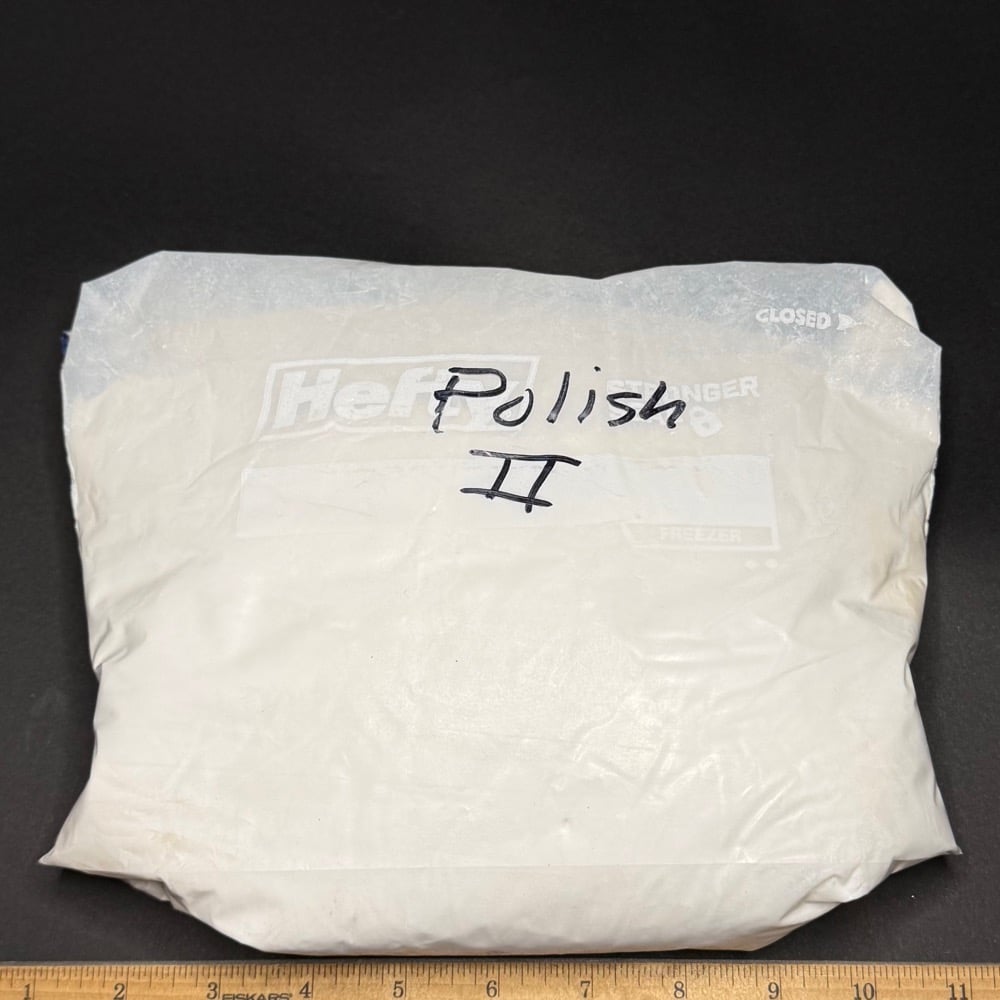 CLOSED
Hefty
STRONGER
Polish
II
FREEZER
1 2 3 FISKARS 4 5 6 7 8 9 10 11